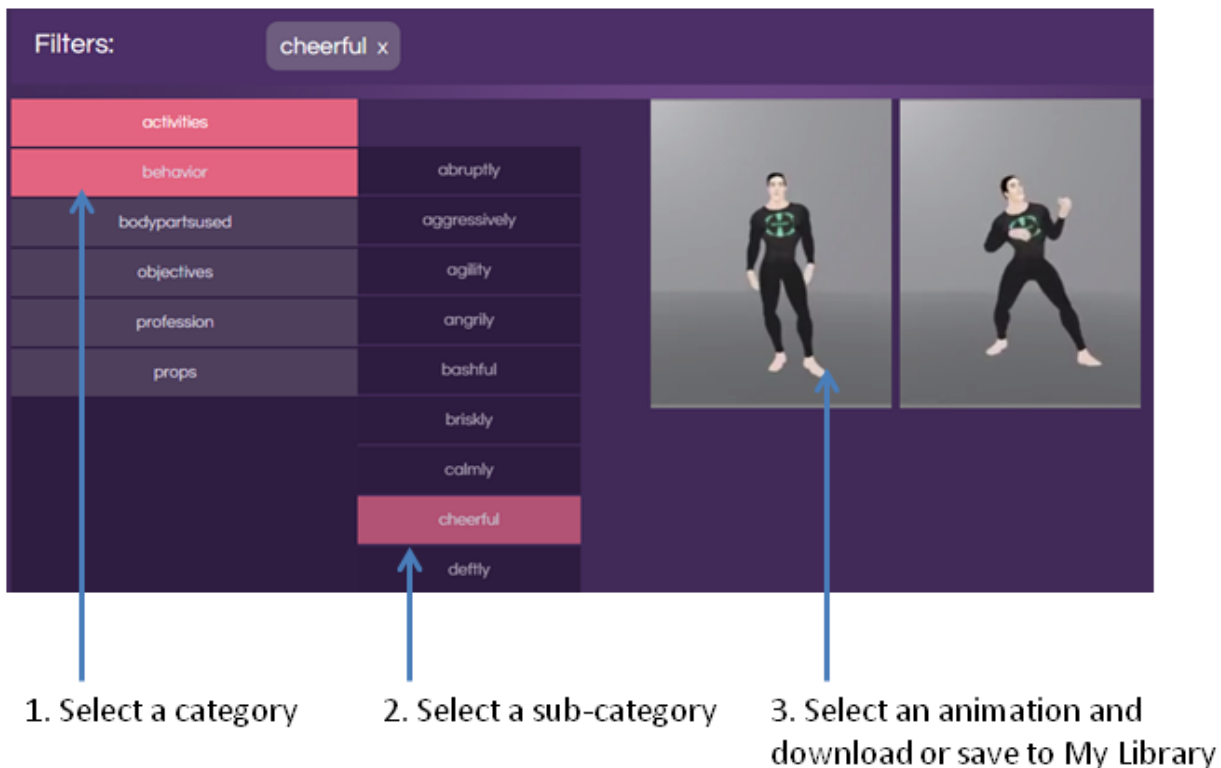 Filters:
cheerful x
activities
behavior
bodypartsused
objectives
profession
props
abruptly
aggressively
agility
angrily
bashful
briskly
calmly
cheerful
deftly
1. Select a category
2. Select a sub-category
3. Select an animation and
download or save to My Library